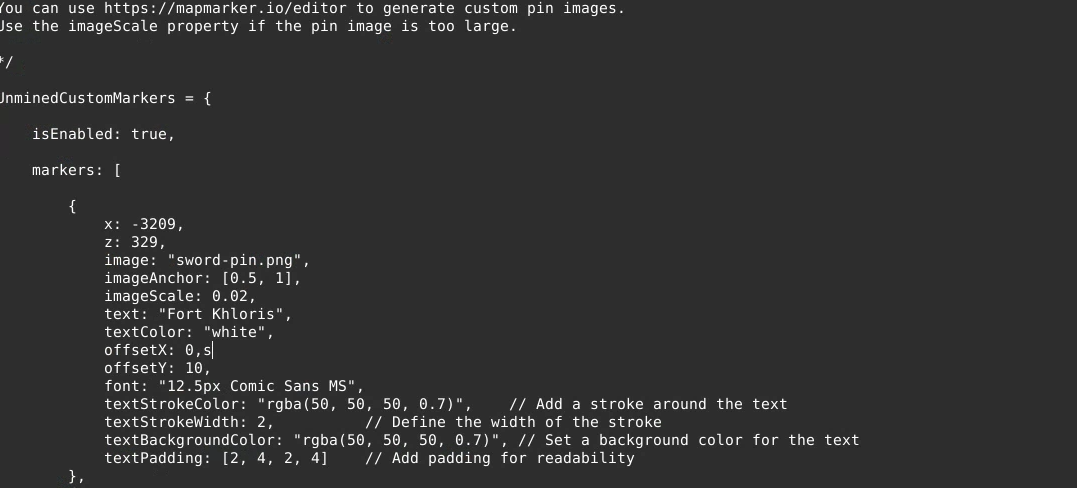 You can use https://mapmarker.io/editor to generate custom pin images.
Use the imageScale property if the pin image is too large.
*/
UnminedCustomMarkers = {
isEnabled: true,
markers: [
{
x: -3209,
z: 329,
image: "sword-pin.png",
imageAnchor: [0.5, 1],
imageScale: 0.02,
text: "Fort Khloris",
textColor: "white",
offsetX: 0,s
offsetY: 10,
font: "12.5px Comic Sans MS",
textStrokeColor: "rgba(50, 50, 50, 0.7)",    // Add a stroke around the text
textStrokeWidth: 2,          // Define the width of the stroke
textBackgroundColor: "rgba(50, 50, 50, 0.7)", // Set a background color for the text
textPadding: [2, 4, 2, 4]    // Add padding for readability
},